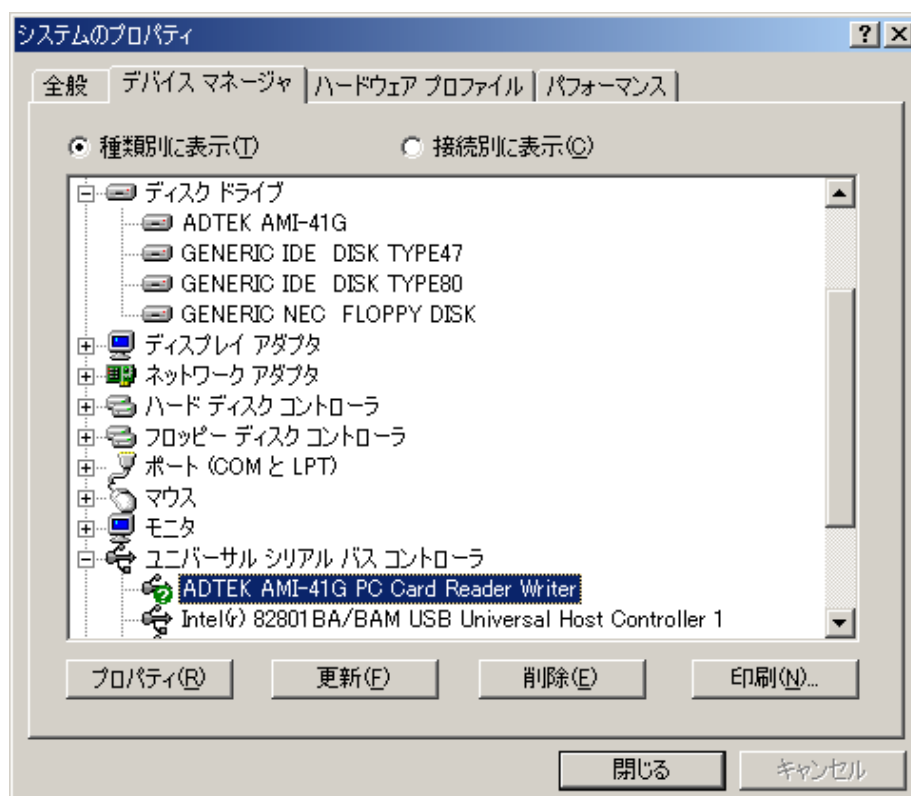 システムのプロパティ
全般 デバイス マネージャ ハードウェア プロファイル パフォーマンス
種類別に表示(T) 接続別に表示(C)
ディスク ドライブ
ADTEK AMI-41G
GENERIC IDE DISK TYPE47
GENERIC IDE DISK TYPE80
GENERIC NEC FLOPPY DISK
ディスプレイ アダプタ
ネットワーク アダプタ
ハード ディスク コントローラ
フロッピー ディスク コントローラ
ポート (COM と LPT)
マウス
モニタ
ユニバーサル シリアル バス コントローラ
ADTEK AMI-41G PC Card Reader Writer
Intel(r) 82801BA/BAM USB Universal Host Controller 1
プロパティ(R) 更新(F) 削除(E) 印刷(N)...
閉じる キャンセル